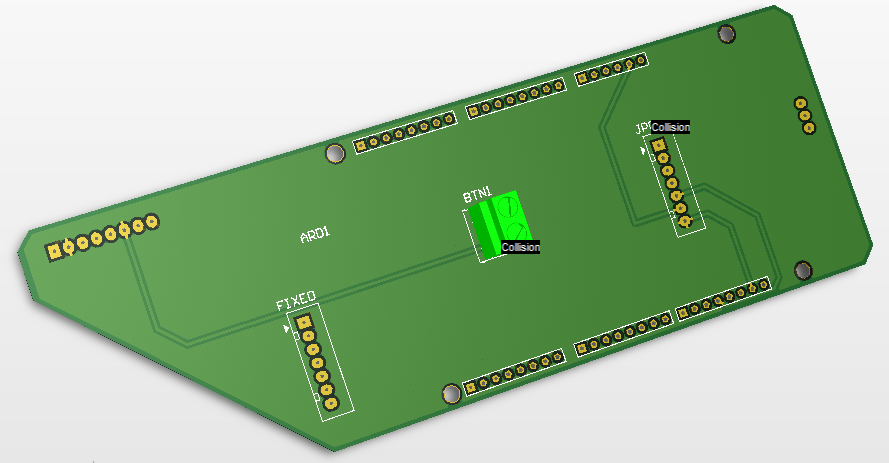 JP
Collision
BTN1
ARD1
Collision
FIXED